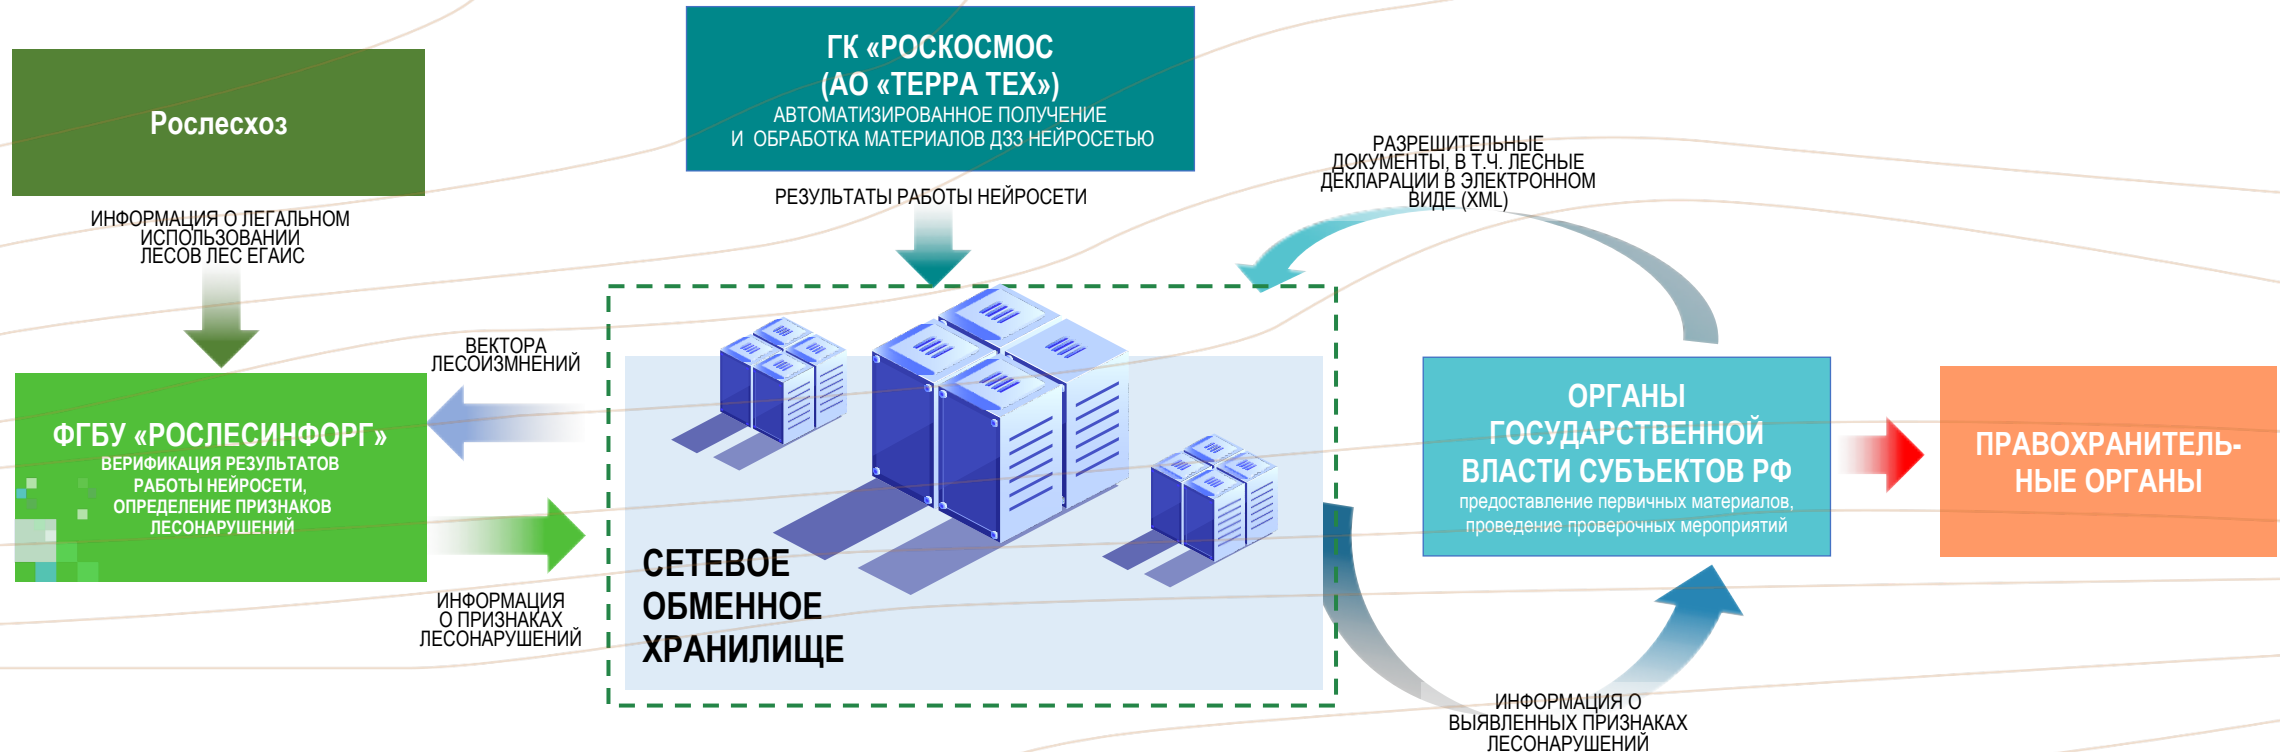 Рослесхоз
ИНФОРМАЦИЯ О ЛЕГАЛЬНОМ
ИСПОЛЬЗОВАНИИ
ЛЕСОВ ЛЕС ЕГАИС
ГК «РОСКОСМОС
(АО «ТЕРРА ТЕХ»)
АВТОМАТИЗИРОВАННОЕ ПОЛУЧЕНИЕ
И ОБРАБОТКА МАТЕРИАЛОВ ДЗЗ НЕЙРОСЕТЬЮ
РЕЗУЛЬТАТЫ РАБОТЫ НЕЙРОСЕТИ
РАЗРЕШИТЕЛЬНЫЕ
ДОКУМЕНТЫ, В Т.Ч. ЛЕСНЫЕ
ДЕКЛАРАЦИИ В ЭЛЕКТРОННОМ
ВИДЕ (XML)
ФГБУ «РОСЛЕСИНФОРГ»
ВЕРИФИКАЦИЯ РЕЗУЛЬТАТОВ
РАБОТЫ НЕЙРОСЕТИ,
ОПРЕДЕЛЕНИЕ ПРИЗНАКОВ
ЛЕСОНАРУШЕНИЙ
ВЕКТОРА
ЛЕСОИЗМНЕНИЙ
ИНФОРМАЦИЯ
О ПРИЗНАКАХ
ЛЕСОНАРУШЕНИЙ
СЕТЕВОЕ
ОБМЕННОЕ
ХРАНИЛИЩЕ
ОРГАНЫ
ГОСУДАРСТВЕННОЙ
ВЛАСТИ СУБЪЕКТОВ РФ
предоставление первичных материалов,
проведение проверочных мероприятий
ПРАВОХРАНИТЕЛЬ-
НЫЕ ОРГАНЫ
ИНФОРМАЦИЯ О
ВЫЯВЛЕННЫХ ПРИЗНАКАХ
ЛЕСОНАРУШЕНИЙ